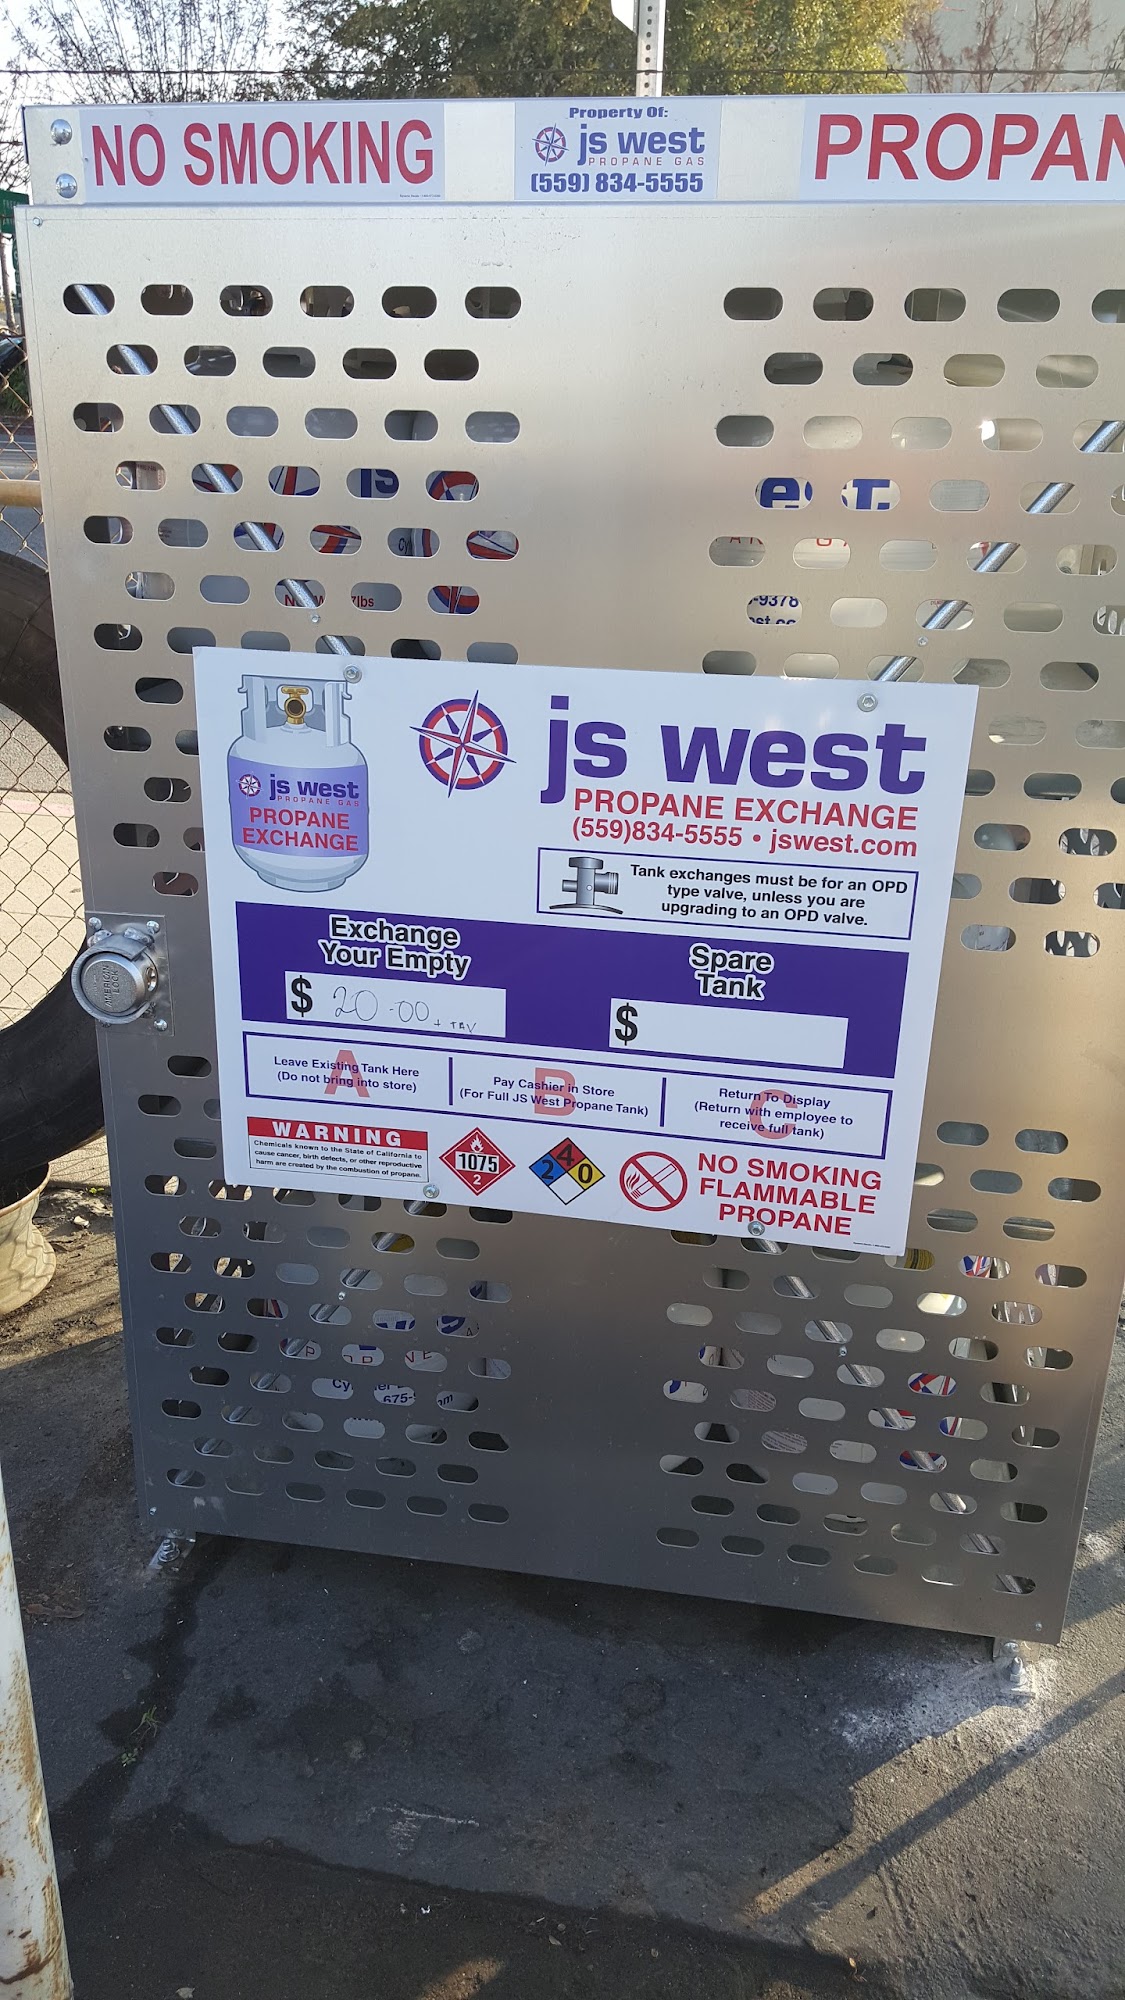 NO SMOKING
Property Of:
js west
PROPANE GAS
(559) 834-5555
PROPAN
js
e
t.
7lbs
-9378
js west
PROPANE GAS
PROPANE
EXCHANGE
js west
PROPANE EXCHANGE
(559)834-5555 • jswest.com
Tank exchanges must be for an OPD
type valve, unless you are
upgrading to an OPD valve.
Exchange
Your Empty
$ 20.00 + TAX
Spare
Tank
$
A
Leave Existing Tank Here
(Do not bring into store)
B
Pay Cashier in Store
(For Full JS West Propane Tank)
C
Return To Display
(Return with employee to
receive full tank)
WARNING
Chemicals known to the State of California to
cause cancer, birth defects, or other reproductive
harm are created by the combustion of propane.
1075
2
4
2
0
NO SMOKING
FLAMMABLE
PROPANE
AMERICAN
LOCK
675-